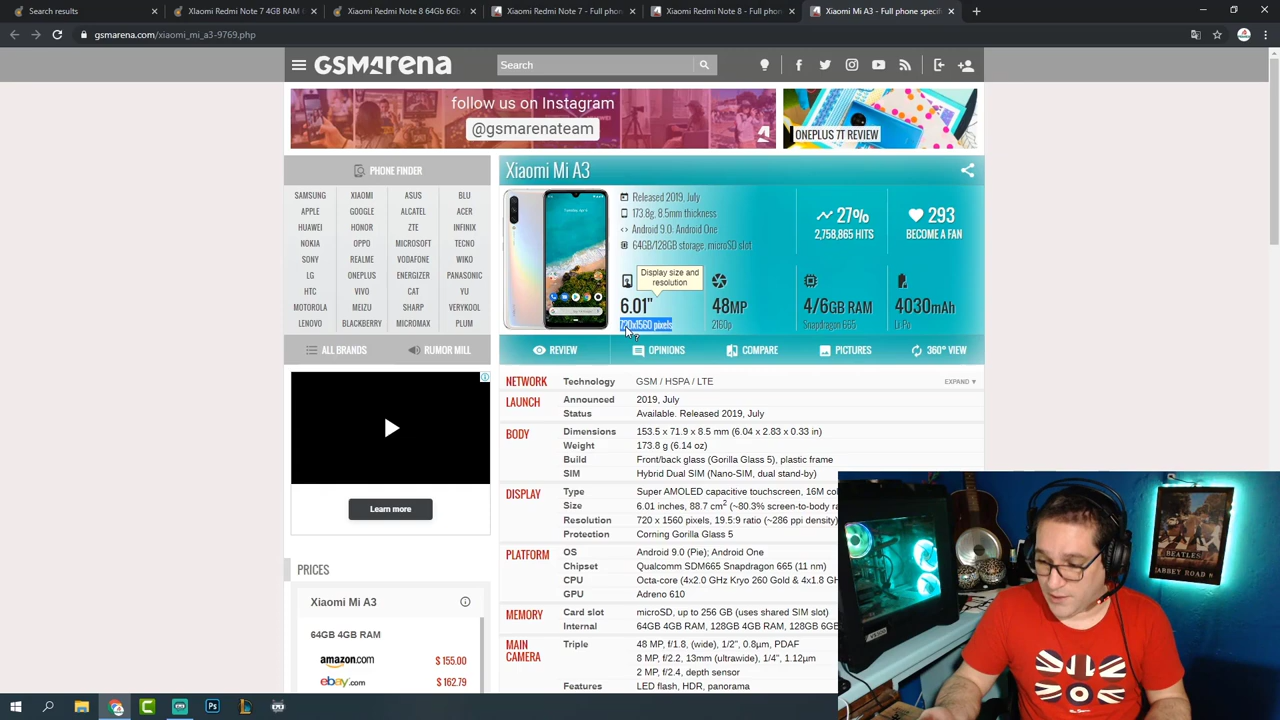 Search results
Xiaomi Redmi Note 7 4GB RAM (
Xiaomi Redmi Note 8 64Gb 6Gb
Xiaomi Redmi Note 7 - Full phon
Xiaomi Redmi Note 8 - Full phon
Xiaomi Mi A3 - Full phone specif
gsmarena.com/xiaomi_mi_a3-9769.php
GSMArena
Search
follow us on Instagram
@gsmarenateam
ONEPLUS 7T REVIEW
PHONE FINDER
SAMSUNG XIAOMI ASUS BLU
APPLE GOOGLE ALCATEL ACER
HUAWEI HONOR ZTE INFINIX
NOKIA OPPO MICROSOFT TECNO
SONY REALME VODAFONE WIKO
LG ONEPLUS ENERGIZER PANASONIC
HTC VIVO CAT YU
MOTOROLA MEIZU SHARP VERYKOOL
LENOVO BLACKBERRY MICROMAX PLUM
ALL BRANDS RUMOR MILL
Learn more
PRICES
Xiaomi Mi A3
64GB 4GB RAM
amazon.com $ 155.00
ebay.com $ 162.79
Xiaomi Mi A3
Released 2019, July
173.8g, 8.5mm thickness
Android 9.0, Android One
64GB/128GB storage, microSD slot
27%
2,758,865 HITS
293
BECOME A FAN
Display size and
resolution
6.01"
720x1560 pixels
48MP
2160p
4/6GB RAM
Snapdragon 665
4030mAh
Li-Po
REVIEW OPINIONS COMPARE PICTURES 360° VIEW
NETWORK Technology GSM / HSPA / LTE EXPAND ▼
LAUNCH Announced 2019, July
Status Available. Released 2019, July
BODY Dimensions 153.5 x 71.9 x 8.5 mm (6.04 x 2.83 x 0.33 in)
Weight 173.8 g (6.14 oz)
Build Front/back glass (Gorilla Glass 5), plastic frame
SIM Hybrid Dual SIM (Nano-SIM, dual stand-by)
DISPLAY Type Super AMOLED capacitive touchscreen, 16M col
Size 6.01 inches, 88.7 cm2 (~80.3% screen-to-body ra
Resolution 720 x 1560 pixels, 19.5:9 ratio (~286 ppi density)
Protection Corning Gorilla Glass 5
PLATFORM OS Android 9.0 (Pie); Android One
Chipset Qualcomm SDM665 Snapdragon 665 (11 nm)
CPU Octa-core (4x2.0 GHz Kryo 260 Gold & 4x1.8 GH
GPU Adreno 610
MEMORY Card slot microSD, up to 256 GB (uses shared SIM slot)
Internal 64GB 4GB RAM, 128GB 4GB RAM, 128GB 6GB
MAIN CAMERA Triple 48 MP, f/1.8, (wide), 1/2", 0.8µm, PDAF
8 MP, f/2.2, 13mm (ultrawide), 1/4", 1.12µm
2 MP, f/2.4, depth sensor
Features LED flash, HDR, panorama
BEATLES
ABBEY ROAD N